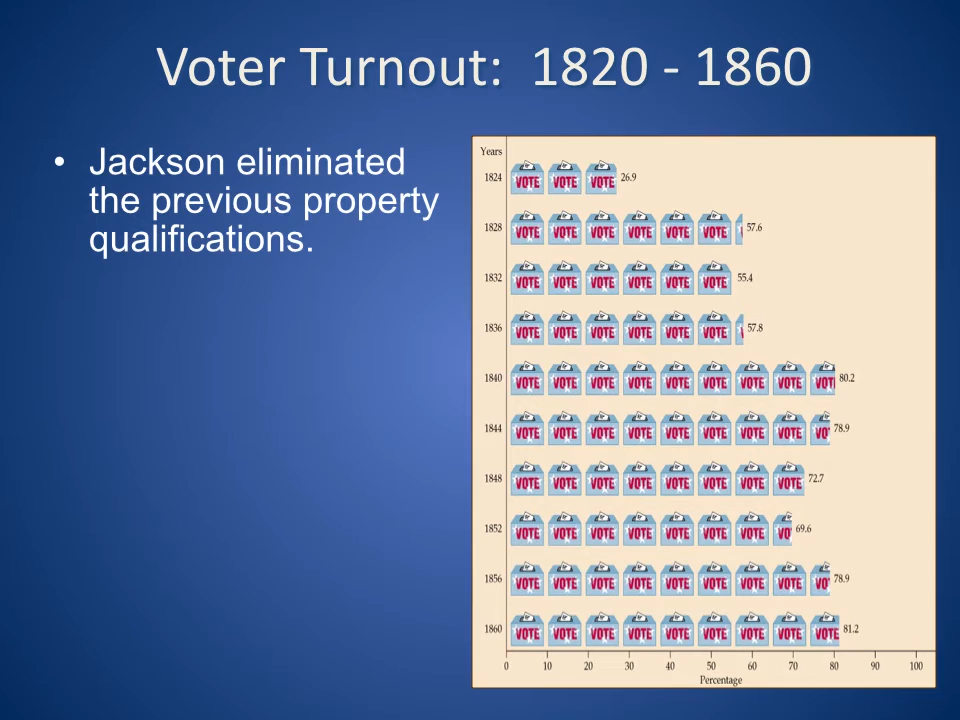 Voter Turnout: 1820 - 1860
• Jackson eliminated
the previous property
qualifications.
Years
1824 VOTE VOTE VOTE 26.9
1828 VOTE VOTE VOTE VOTE VOTE VOTE 57.6
1832 VOTE VOTE VOTE VOTE VOTE VOTE 55.4
1836 VOTE VOTE VOTE VOTE VOTE VOTE 57.8
1840 VOTE VOTE VOTE VOTE VOTE VOTE VOTE VOTE VOT 80.2
1844 VOTE VOTE VOTE VOTE VOTE VOTE VOTE VOTE VO 78.9
1848 VOTE VOTE VOTE VOTE VOTE VOTE VOTE VOTE 72.7
1852 VOTE VOTE VOTE VOTE VOTE VOTE VOTE VO 69.6
1856 VOTE VOTE VOTE VOTE VOTE VOTE VOTE VOTE VO 78.9
1860 VOTE VOTE VOTE VOTE VOTE VOTE VOTE VOTE VOTE 81.2
0 10 20 30 40 50 60 70 80 90 100
Percentage